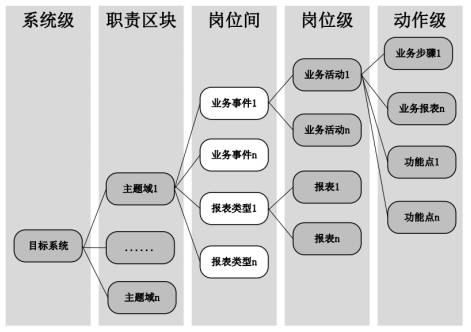 系统级
职责区块
岗位间
岗位级
动作级
目标系统
主题域1
......
主题域n
业务事件1
业务事件n
报表类型1
报表类型n
业务活动1
业务活动n
报表1
报表n
业务步骤1
业务报表n
功能点1
功能点n